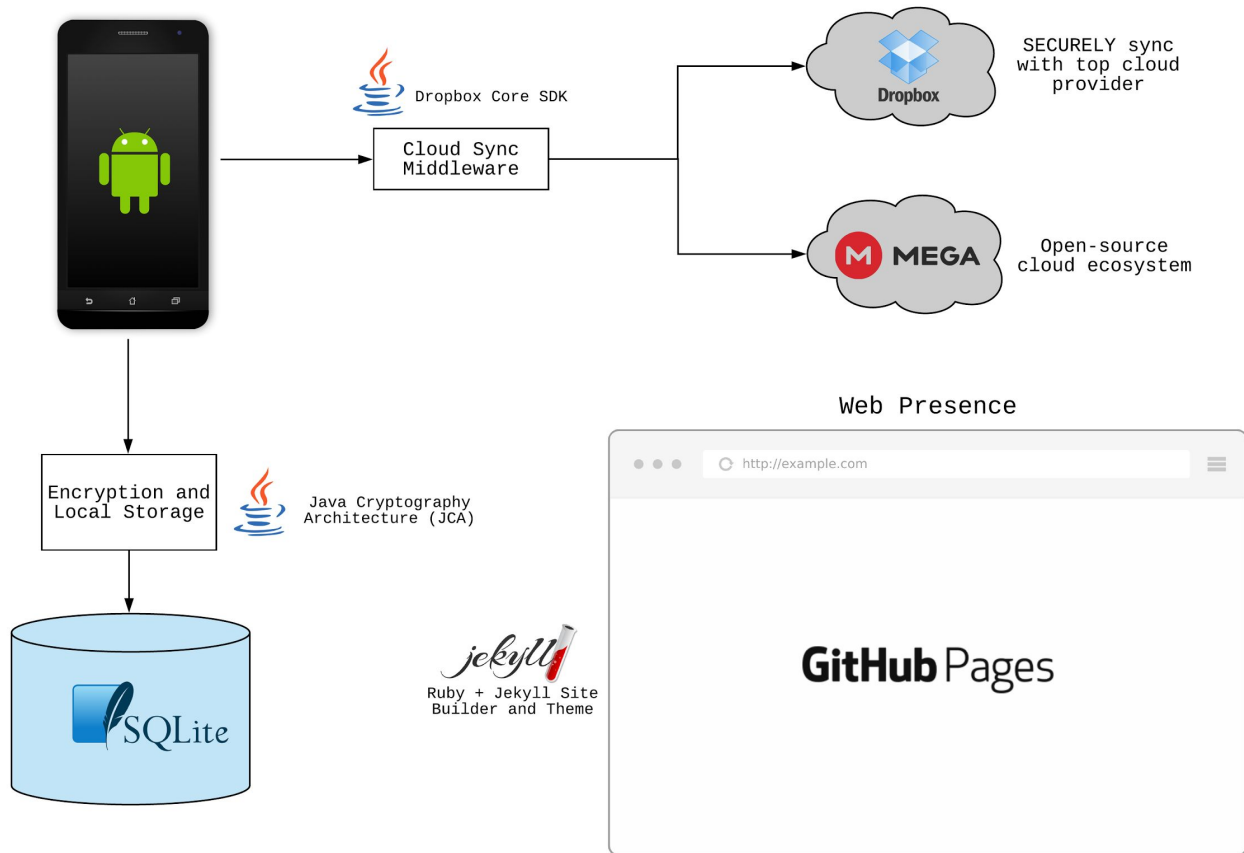 Dropbox Core SDK
Cloud Sync
Middleware
Dropbox
SECURELY sync
with top cloud
provider
M MEGA
Open-source
cloud ecosystem
Encryption and
Local Storage
Java Cryptography
Architecture (JCA)
SQLite
Web Presence
http://example.com
jekyll
Ruby + Jekyll Site
Builder and Theme
GitHub Pages